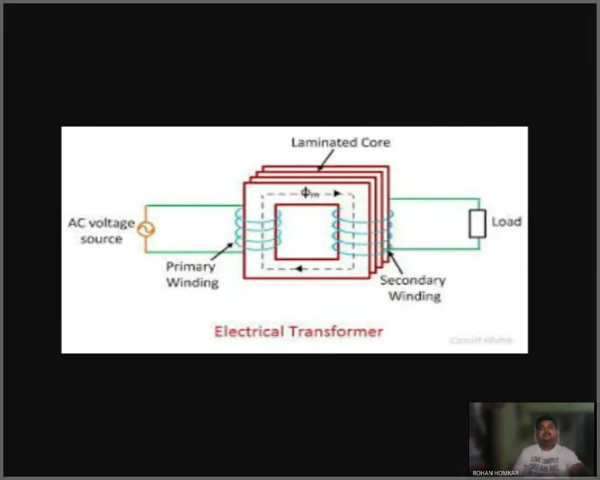 Laminated Core
Φm
AC voltage
source
Load
Primary
Winding
Secondary
Winding
Electrical Transformer
ROHAN HOMKAR